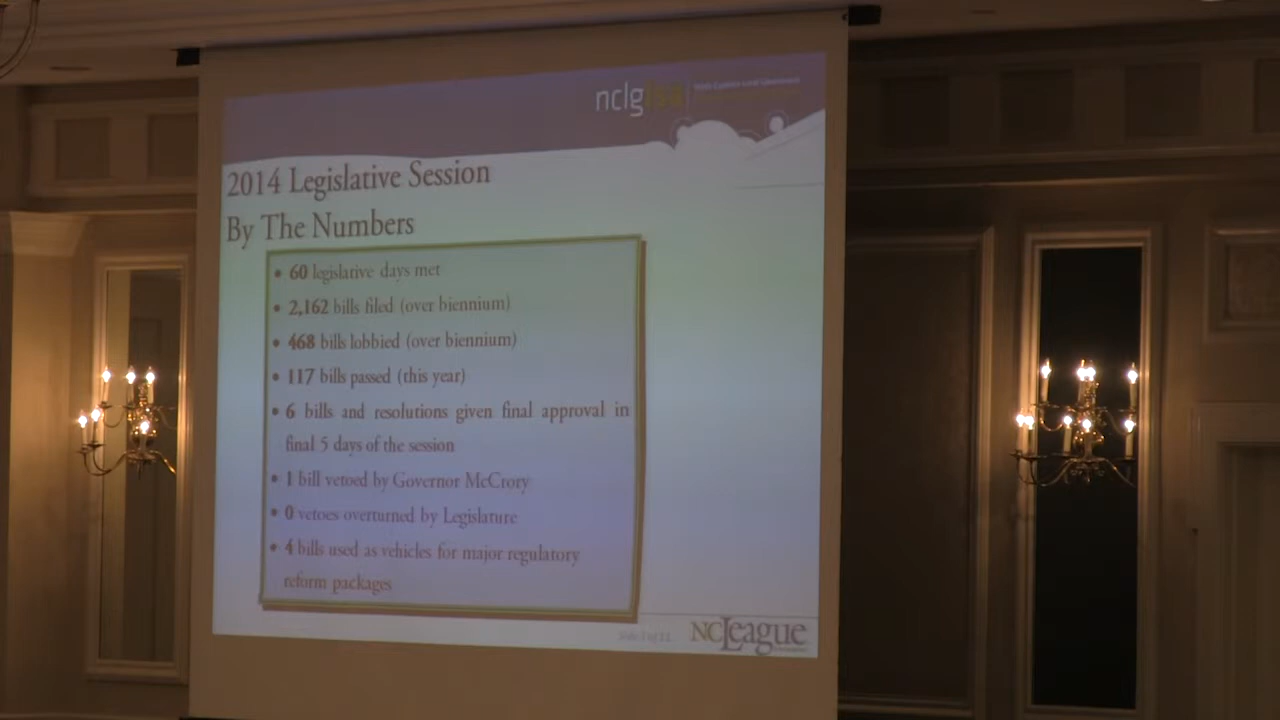 nclg
2014 Legislative Session
By The Numbers
• 60 legislative days met
• 2,162 bills filed (over biennium)
• 468 bills lobbied (over biennium)
• 117 bills passed (this year)
• 6 bills and resolutions given final approval in
final 5 days of the session
• 1 bill vetoed by Governor McCrory
• 0 vetoes overturned by Legislature
• 4 bills used as vehicles for major regulatory
reform packages
NCLeague